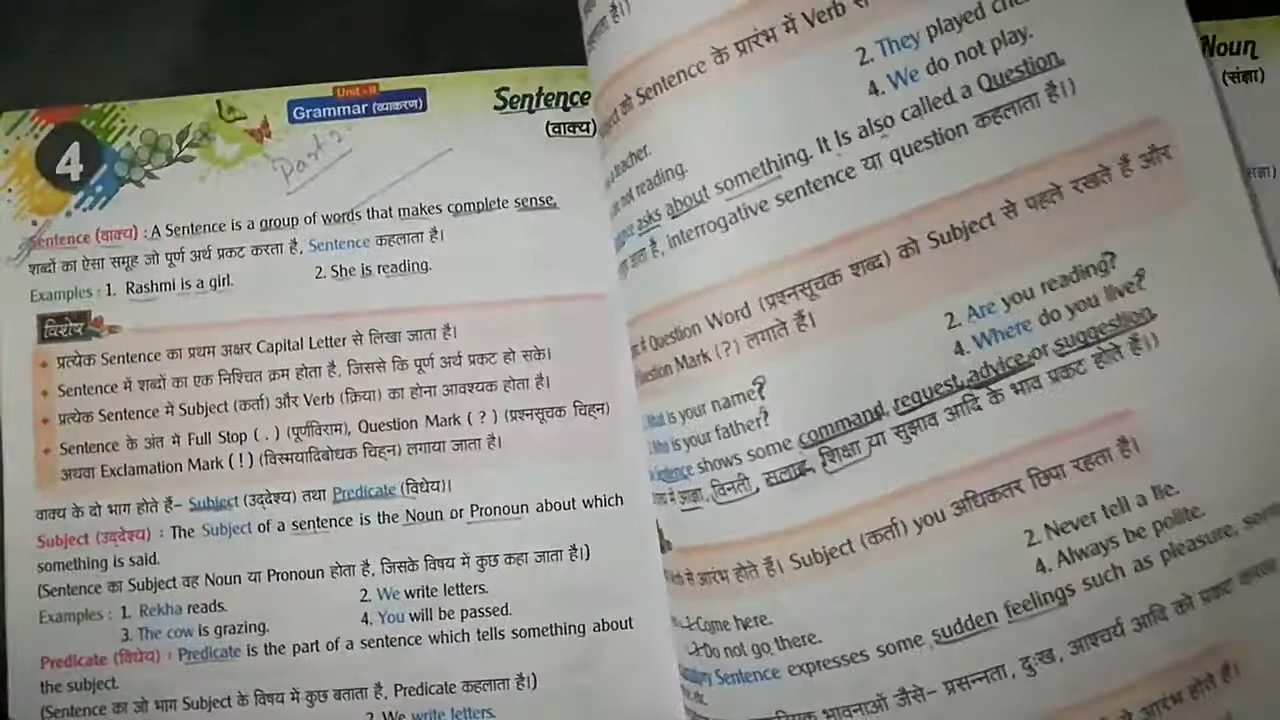 4
Unit - II
Grammar (व्याकरण)
Sentence
(वाक्य)
Part 2
Sentence (वाक्य) : A Sentence is a group of words that makes complete sense,
शब्दों का ऐसा समूह जो पूर्ण अर्थ प्रकट करता है, Sentence कहलाता है।
Examples : 1. Rashmi is a girl. 2. She is reading.
विशेष
प्रत्येक Sentence का प्रथम अक्षर Capital Letter से लिखा जाता है।
Sentence में शब्दों का एक निश्चित क्रम होता है, जिससे कि पूर्ण अर्थ प्रकट हो सके।
प्रत्येक Sentence में Subject (कर्ता) और Verb (क्रिया) का होना आवश्यक होता है।
Sentence के अंत में Full Stop ( . ) (पूर्णविराम), Question Mark ( ? ) (प्रश्नसूचक चिह्न)
अथवा Exclamation Mark ( ! ) (विस्मयादिबोधक चिह्न) लगाया जाता है।
वाक्य के दो भाग होते हैं– Subject (उद्देश्य) तथा Predicate (विधेय)।
Subject (उद्देश्य) : The Subject of a sentence is the Noun or Pronoun about which
something is said.
(Sentence का Subject वह Noun या Pronoun होता है, जिसके विषय में कुछ कहा जाता है।)
Examples : 1. Rekha reads. 2. We write letters.
3. The cow is grazing. 4. You will be passed.
Predicate (विधेय) : Predicate is the part of a sentence which tells something about
the subject.
(Sentence का जो भाग Subject के विषय में कुछ बताता है, Predicate कहलाता है।)
2. We write letters.
को Sentence के प्रारंभ में Verb से
2. They played
teacher. 4. We do not play.
not reading.
asks about something. It Is also called a Question.
जाता है, interrogative sentence या question कहलाता है।)
में Question Word (प्रश्नसूचक शब्द) को Subject से पहले रखते हैं और
Question Mark (?) लगाते हैं।
2. Are you reading?
is your name? 4. Where do you live?
is your father?
Sentence shows some command, request, advice or suggestion.
में आज्ञा, विनती, सलाह, शिक्षा या सुझाव आदि के भाव प्रकट होते हैं।)
से आरंभ होते हैं। Subject (कर्ता) you अधिकतर छिपा रहता है।
2. Never tell a lie.
Come here. 4. Always be polite.
Do not go there.
Sentence expresses some sudden feelings such as pleasure,
भावनाओं जैसे– प्रसन्नता, दुःख, आश्चर्य आदि को प्रकट
आरंभ होते हैं।
Noun
(संज्ञा)